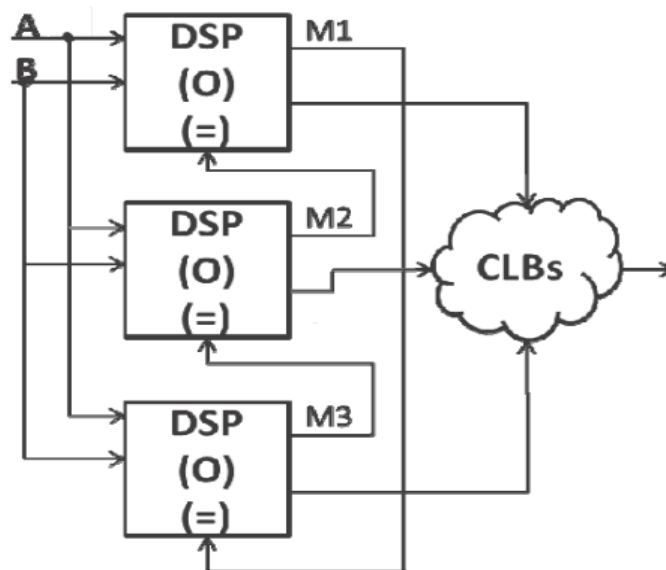 A
B
DSP
(O)
(=)
M1
DSP
(O)
(=)
M2
CLBs
DSP
(O)
(=)
M3